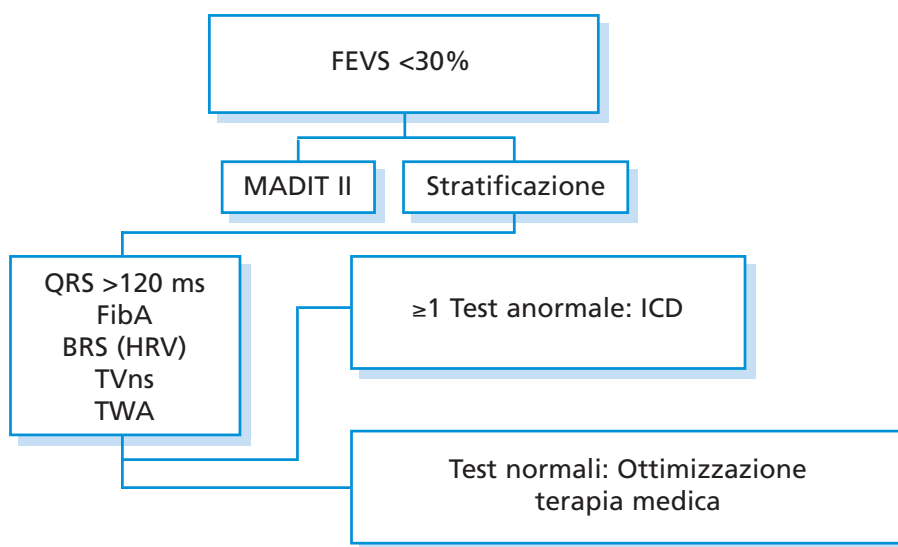 FEVS <30%
MADIT II
Stratificazione
QRS >120 ms
FibA
BRS (HRV)
TVns
TWA
≥1 Test anormale: ICD
Test normali: Ottimizzazione
terapia medica